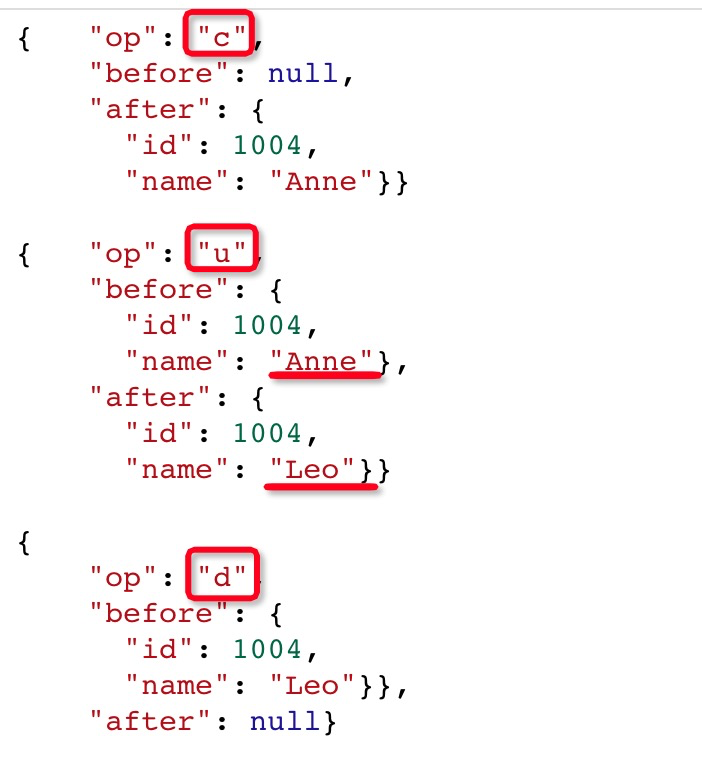 {    "op": "c",
"before": null,
"after": {
"id": 1004,
"name": "Anne"}}
{    "op": "u",
"before": {
"id": 1004,
"name": "Anne"},
"after": {
"id": 1004,
"name": "Leo"}}
{
"op": "d",
"before": {
"id": 1004,
"name": "Leo"}},
"after": null}